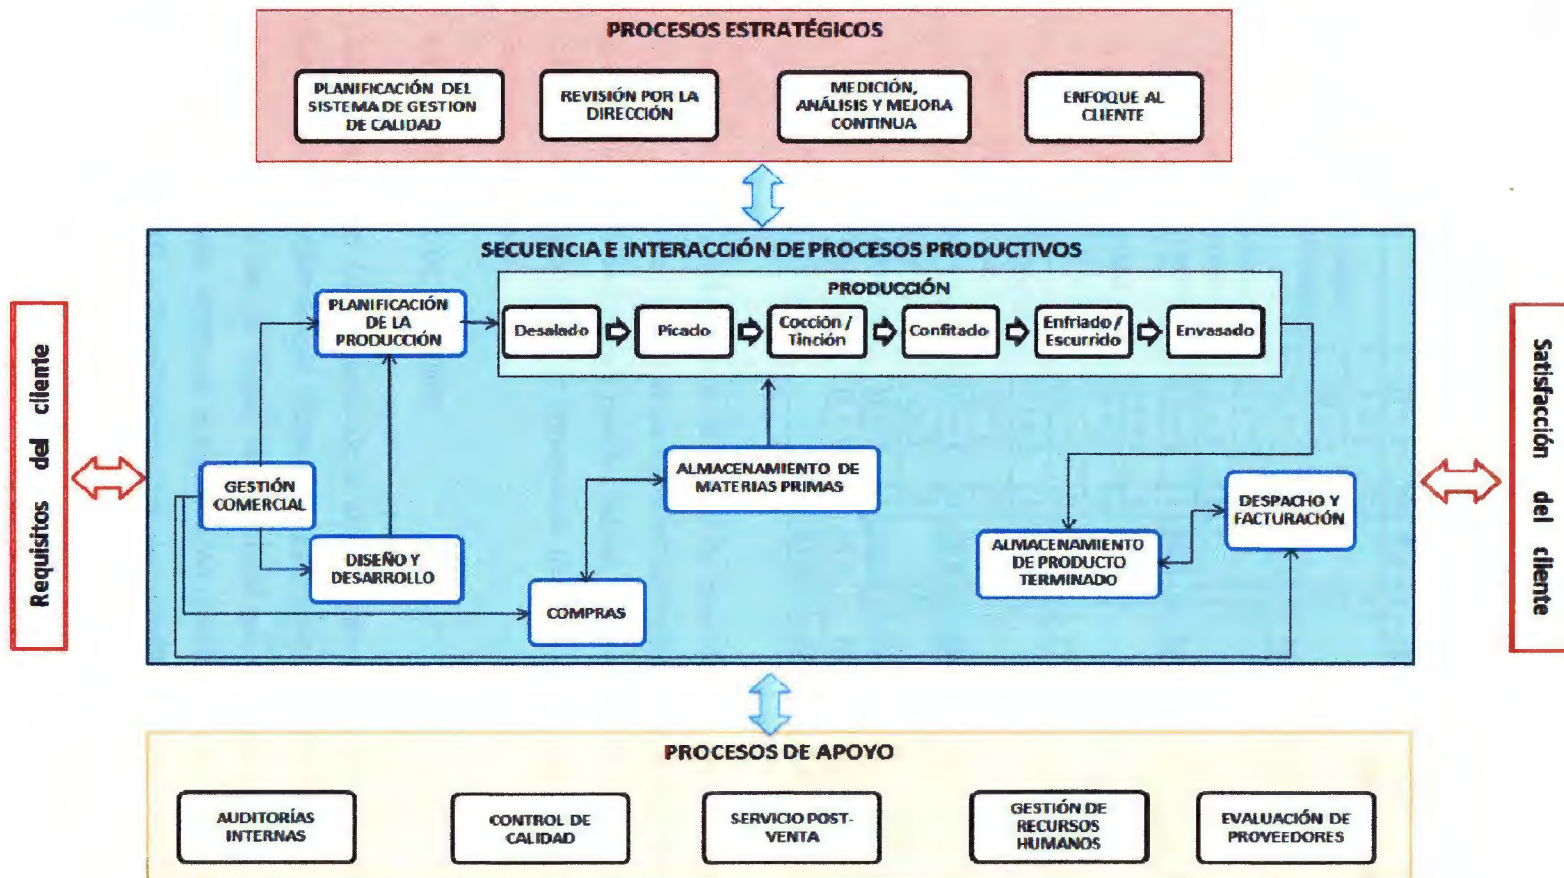 PROCESOS ESTRATÉGICOS
PLANIFICACIÓN DEL
SISTEMA DE GESTION
DE CALIDAD
REVISIÓN POR LA
DIRECCIÓN
MEDICIÓN,
ANÁLISIS Y MEJORA
CONTINUA
ENFOQUE AL
CLIENTE
SECUENCIA E INTERACCIÓN DE PROCESOS PRODUCTIVOS
PLANIFICACIÓN
DE LA
PRODUCCIÓN
PRODUCCIÓN
Desalado
Picado
Cocción /
Tinción
Confitado
Enfriado /
Escurrido
Envasado
Requisitos del cliente
GESTIÓN
COMERCIAL
DISEÑO Y
DESARROLLO
COMPRAS
ALMACENAMIENTO DE
MATERIAS PRIMAS
ALMACENAMIENTO
DE PRODUCTO
TERMINADO
DESPACHO Y
FACTURACIÓN
Satisfacción del cliente
PROCESOS DE APOYO
AUDITORÍAS
INTERNAS
CONTROL DE
CALIDAD
SERVICIO POST-
VENTA
GESTIÓN DE
RECURSOS
HUMANOS
EVALUACIÓN DE
PROVEEDORES